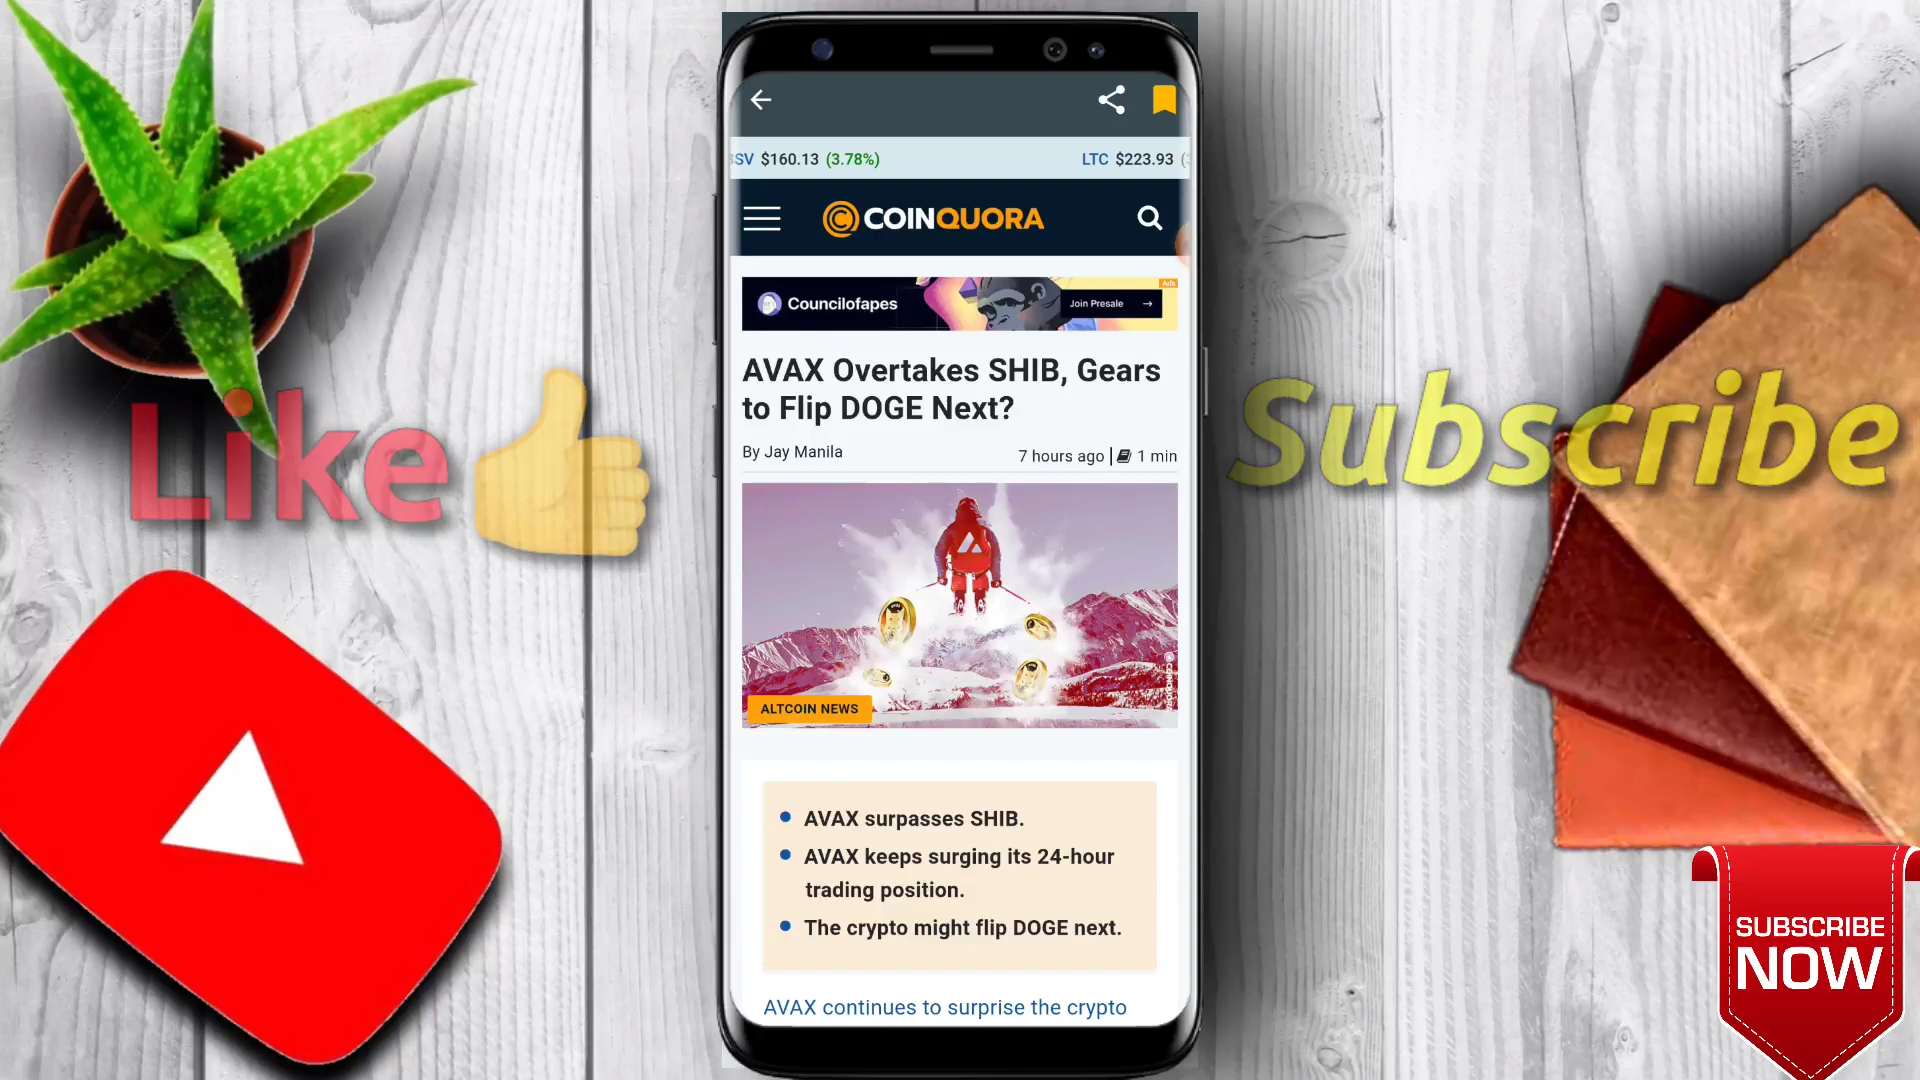 SV $160.13 (3.78%) LTC $223.93
COINQUORA
Councilofapes Join Presale → Ads
AVAX Overtakes SHIB, Gears
to Flip DOGE Next?
By Jay Manila 7 hours ago | 1 min
Like Subscribe
ALTCOIN NEWS
AVAX surpasses SHIB.
AVAX keeps surging its 24-hour
trading position.
The crypto might flip DOGE next.
AVAX continues to surprise the crypto
SUBSCRIBE
NOW